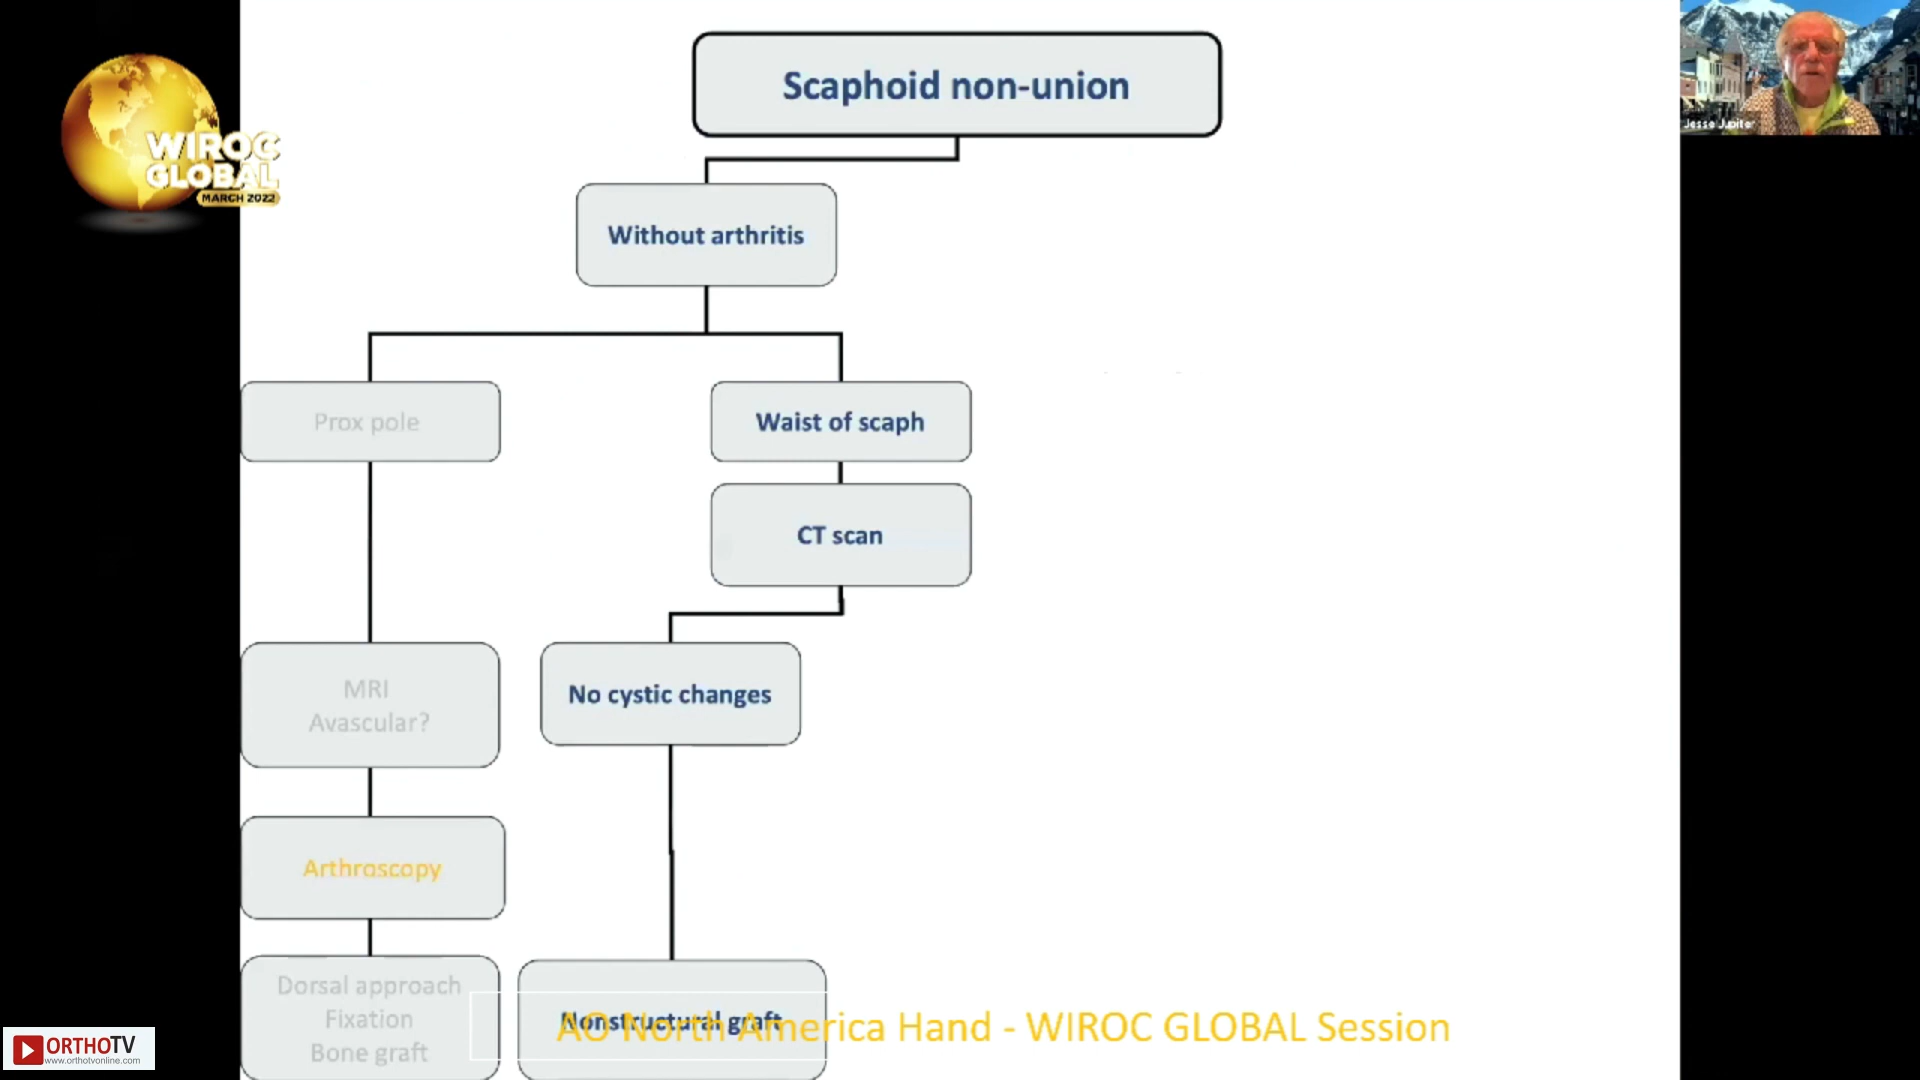 Scaphoid non-union
Jesse Jupiter
WIROC
GLOBAL
MARCH 2022
Without arthritis
Prox pole
Waist of scaph
CT scan
MRI
Avascular?
No cystic changes
Arthroscopy
Dorsal approach
Fixation
Bone graft
Nonstructural graft
AO North America Hand - WIROC GLOBAL Session
ORTHOTV
www.orthotvonline.com